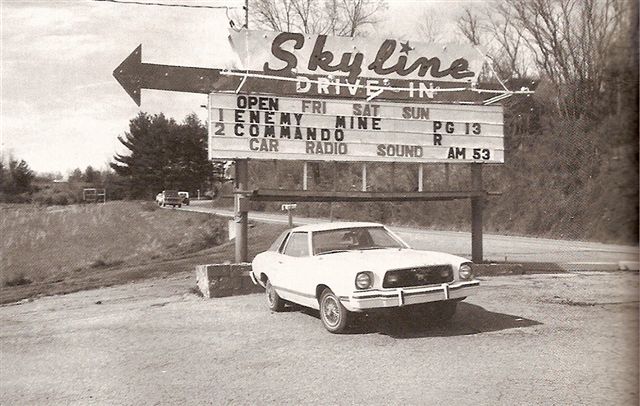 Skyline
DRIVE-IN
OPEN FRI SAT SUN
1 ENEMY MINE PG 13
2 COMMANDO R
CAR RADIO SOUND AM 53